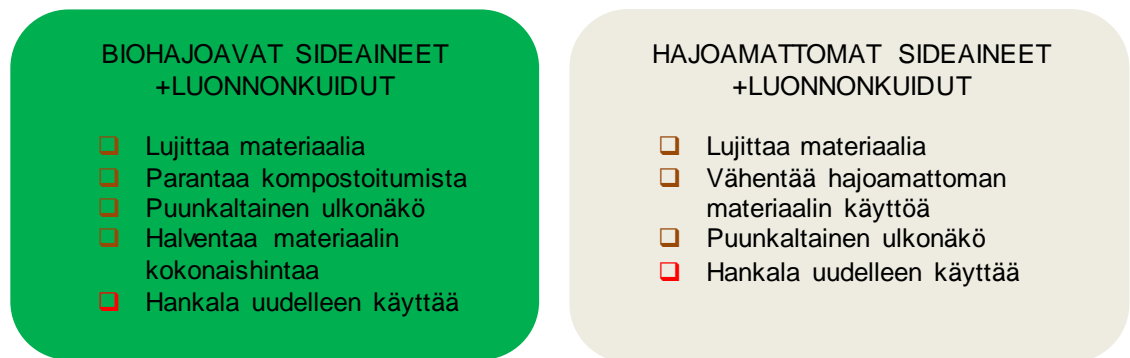 BIOHAJOAVAT SIDEAINEET
+LUONNONKUIDUT
❑ Lujittaa materiaalia
❑ Parantaa kompostoitumista
❑ Puunkaltainen ulkonäkö
❑ Halventaa materiaalin
kokonaishintaa
❑ Hankala uudelleen käyttää
HAJOAMATTOMAT SIDEAINEET
+LUONNONKUIDUT
❑ Lujittaa materiaalia
❑ Vähentää hajoamattoman
materiaalin käyttöä
❑ Puunkaltainen ulkonäkö
❑ Hankala uudelleen käyttää